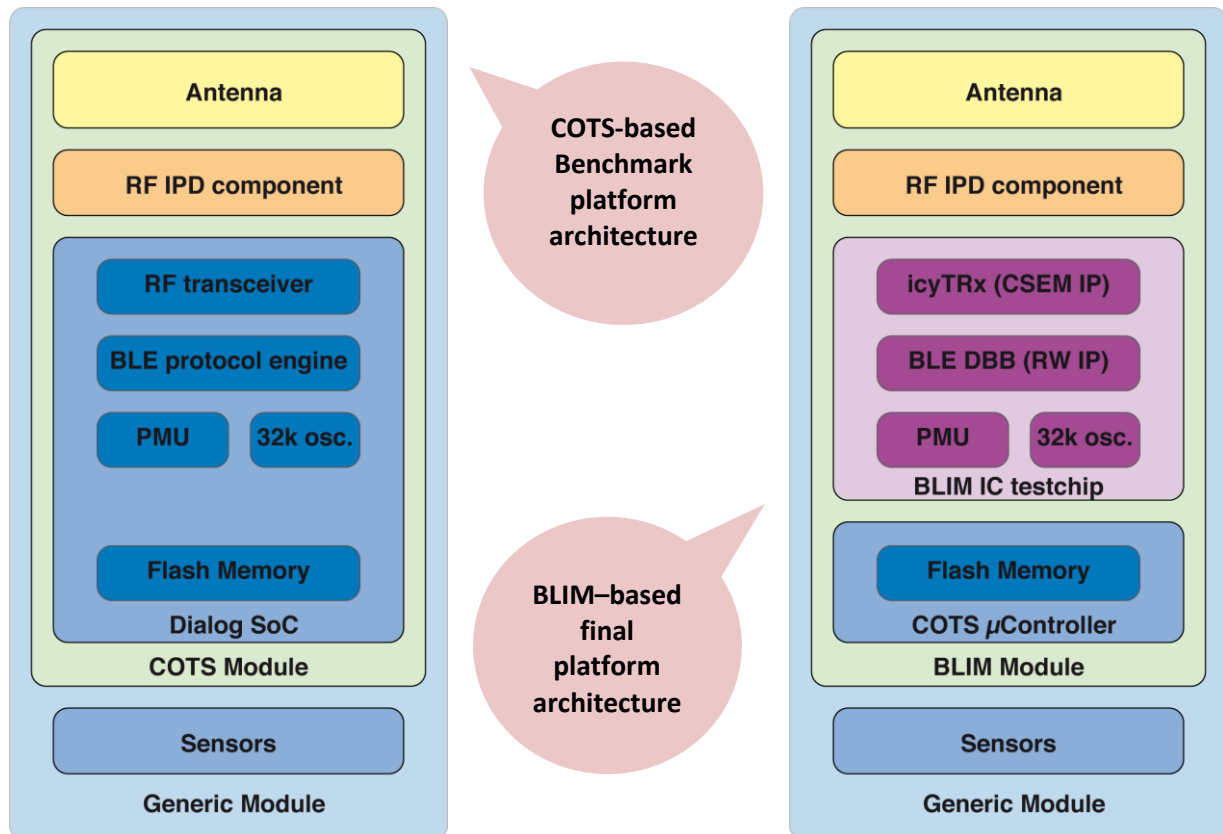 Antenna
RF IPD component
RF transceiver
BLE protocol engine
PMU
32k osc.
Flash Memory
Dialog SoC
COTS Module
Sensors
Generic Module
COTS-based
Benchmark
platform
architecture
BLIM–based
final
platform
architecture
Antenna
RF IPD component
icyTRx (CSEM IP)
BLE DBB (RW IP)
PMU
32k osc.
BLIM IC testchip
Flash Memory
COTS µController
BLIM Module
Sensors
Generic Module